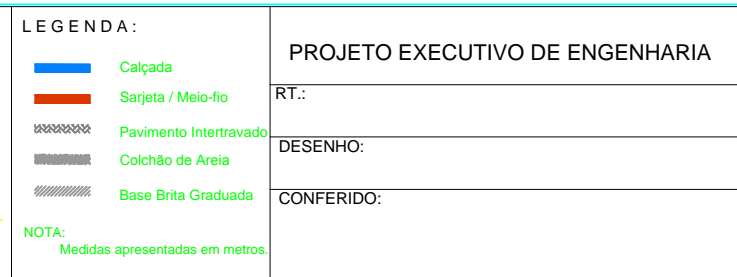 LEGENDA:
Calçada
Sarjeta / Meio-fio
Pavimento Intertravado
Colchão de Areia
Base Brita Graduada
NOTA:
Medidas apresentadas em metros.
PROJETO EXECUTIVO DE ENGENHARIA
RT.:
DESENHO:
CONFERIDO: